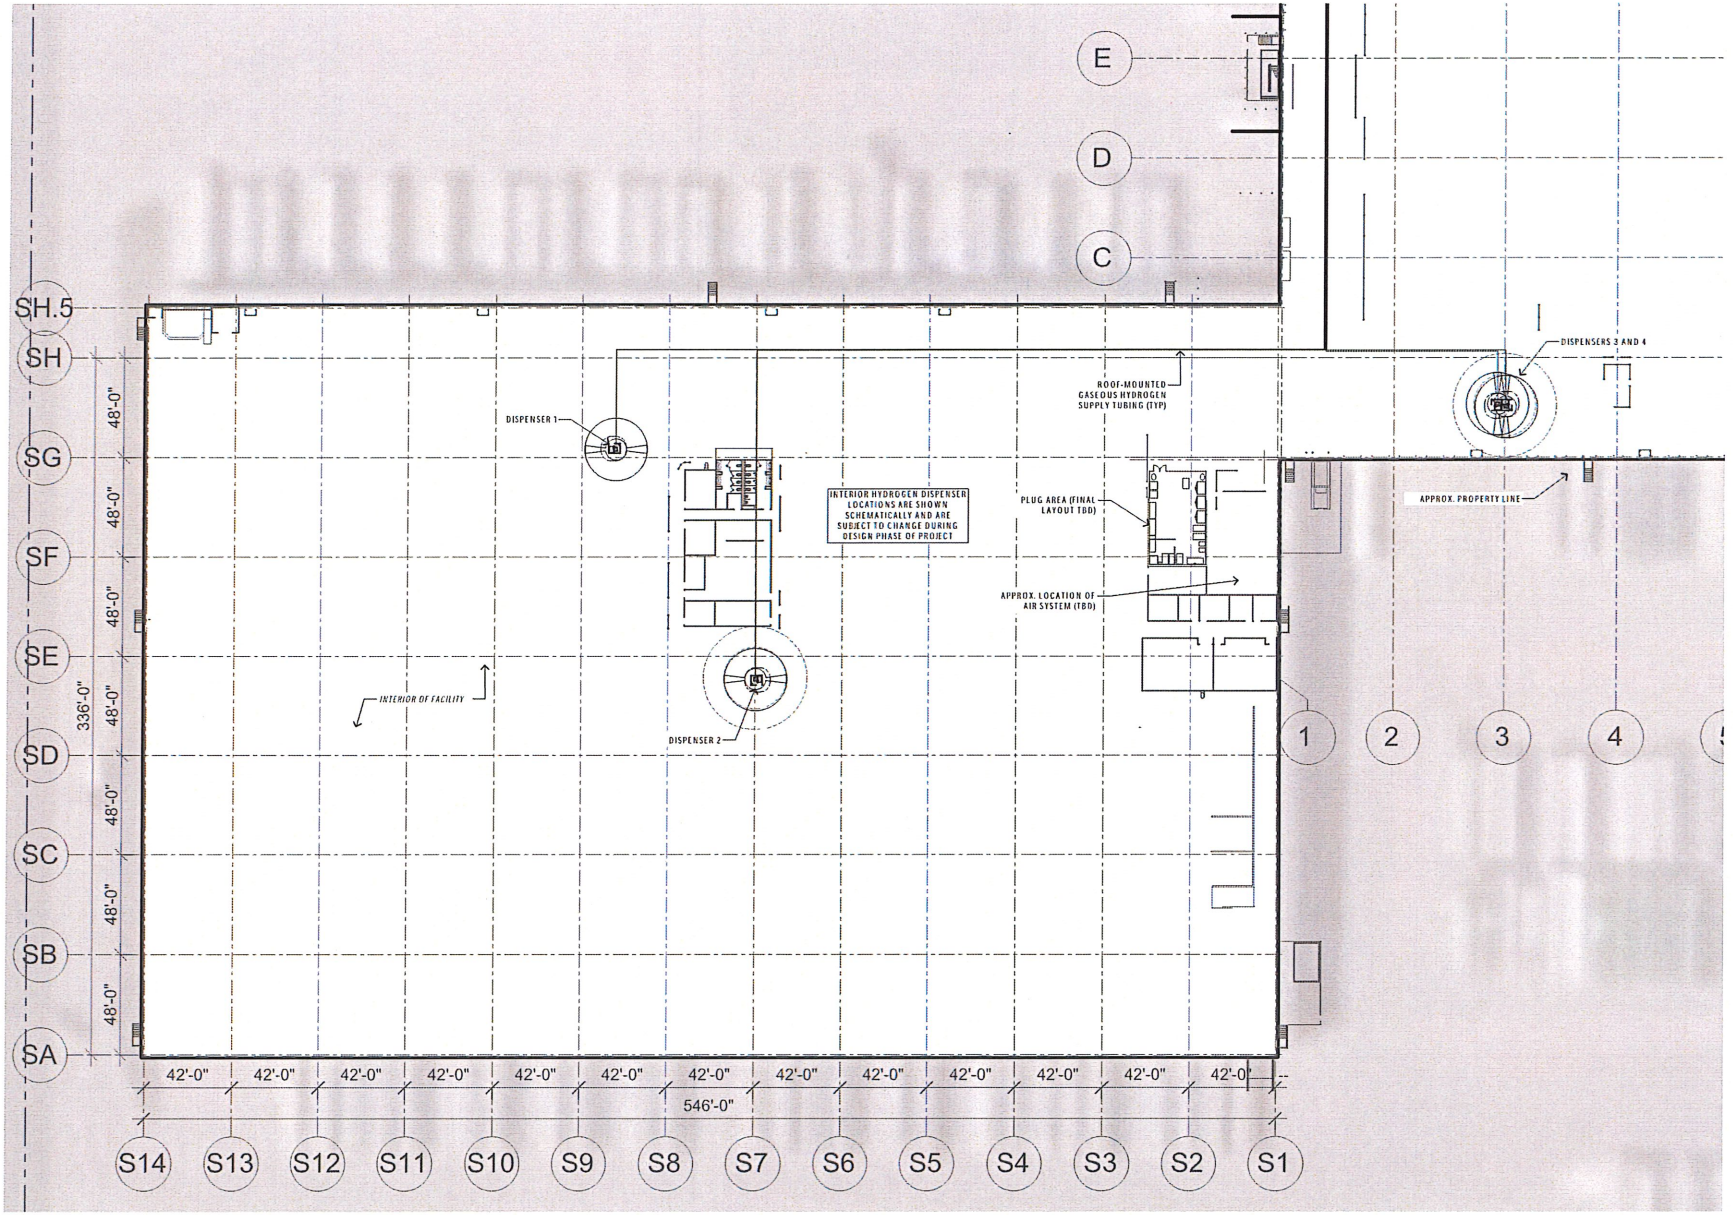 E
D
C
SH.5
SH
DISPENSERS 3 AND 4
ROOF-MOUNTED
GASEOUS HYDROGEN
SUPPLY TUBING (TYP)
48'-0"
DISPENSER 1
SG
INTERIOR HYDROGEN DISPENSER
LOCATIONS ARE SHOWN
SCHEMATICALLY AND ARE
SUBJECT TO CHANGE DURING
DESIGN PHASE OF PROJECT
PLUG AREA (FINAL
LAYOUT TBD)
APPROX. PROPERTY LINE
48'-0"
SF
APPROX. LOCATION OF
AIR SYSTEM (TBD)
48'-0"
SE
INTERIOR OF FACILITY
336'-0"
48'-0"
DISPENSER 2
1
2
3
4
5
SD
48'-0"
SC
48'-0"
SB
48'-0"
SA
42'-0"
42'-0"
42'-0"
42'-0"
42'-0"
42'-0"
42'-0"
42'-0"
42'-0"
42'-0"
42'-0"
42'-0"
42'-0"
546'-0"
S14
S13
S12
S11
S10
S9
S8
S7
S6
S5
S4
S3
S2
S1